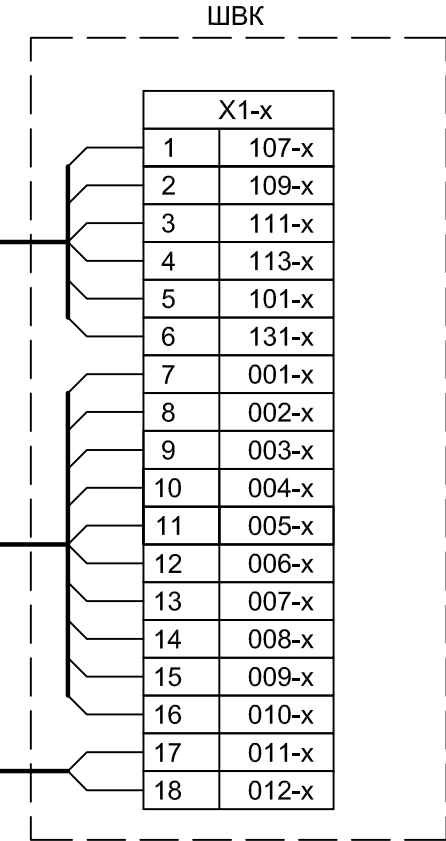 ШВК
X1-x
1 107-x
2 109-x
3 111-x
4 113-x
5 101-x
6 131-x
7 001-x
8 002-x
9 003-x
10 004-x
11 005-x
12 006-x
13 007-x
14 008-x
15 009-x
16 010-x
17 011-x
18 012-x